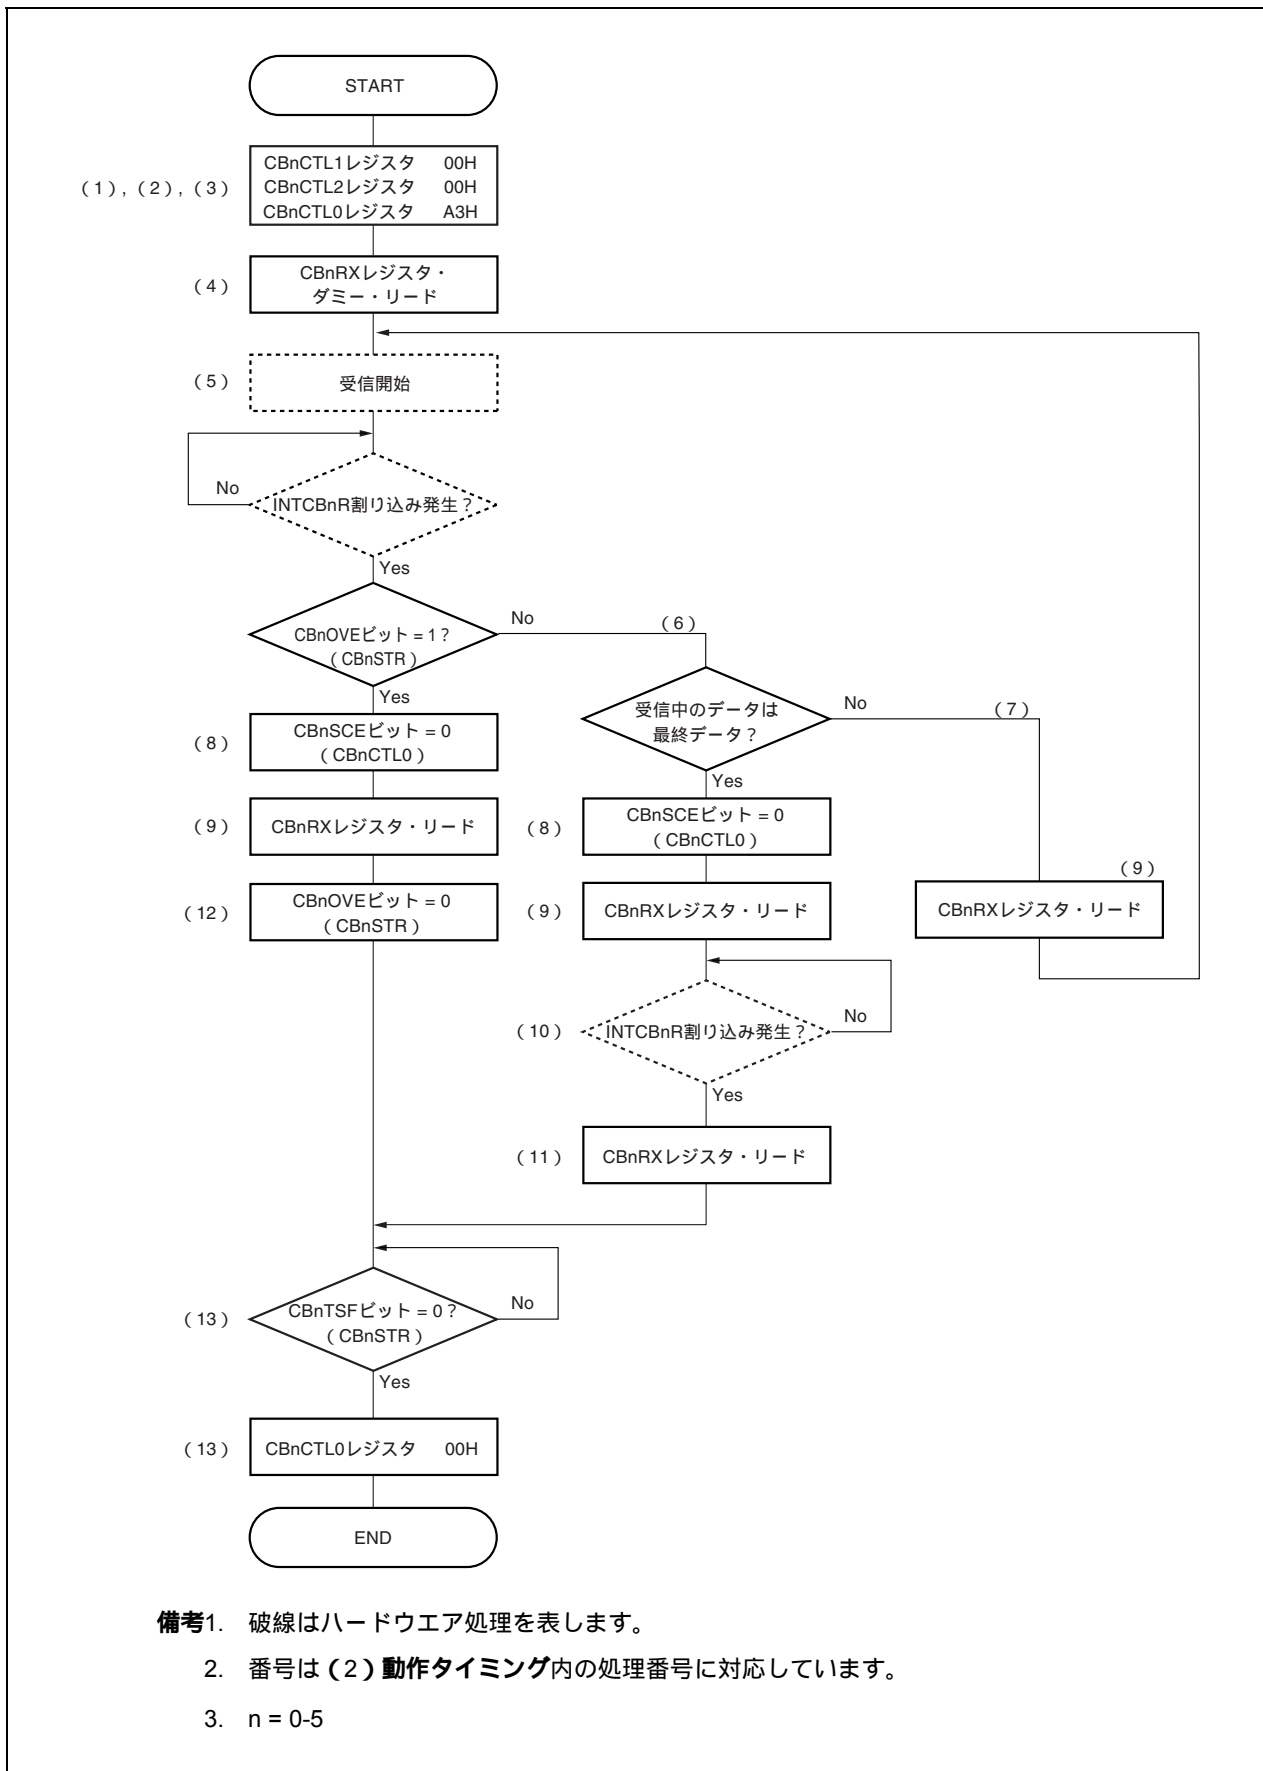 START
CBnCTL1レジスタ 00H
(1), (2), (3) CBnCTL2レジスタ 00H
CBnCTL0レジスタ A3H
(4) CBnRXレジスタ・
ダミー・リード
(5) 受信開始
No
INTCBnR割り込み発生?
Yes
CBnOVEビット = 1?
(CBnSTR)
No
(6)
Yes
受信中のデータは
最終データ?
No
(7)
Yes
(8) CBnSCEビット = 0
(CBnCTL0)
(8) CBnSCEビット = 0
(CBnCTL0)
(9) CBnRXレジスタ・リード
(9) CBnRXレジスタ・リード
(9)
CBnRXレジスタ・リード
(12) CBnOVEビット = 0
(CBnSTR)
(10) INTCBnR割り込み発生?
No
Yes
(11) CBnRXレジスタ・リード
(13) CBnTSFビット = 0?
(CBnSTR)
No
Yes
(13) CBnCTL0レジスタ 00H
END
備考1. 破線はハードウエア処理を表します。
2. 番号は(2)動作タイミング内の処理番号に対応しています。
3. n = 0-5